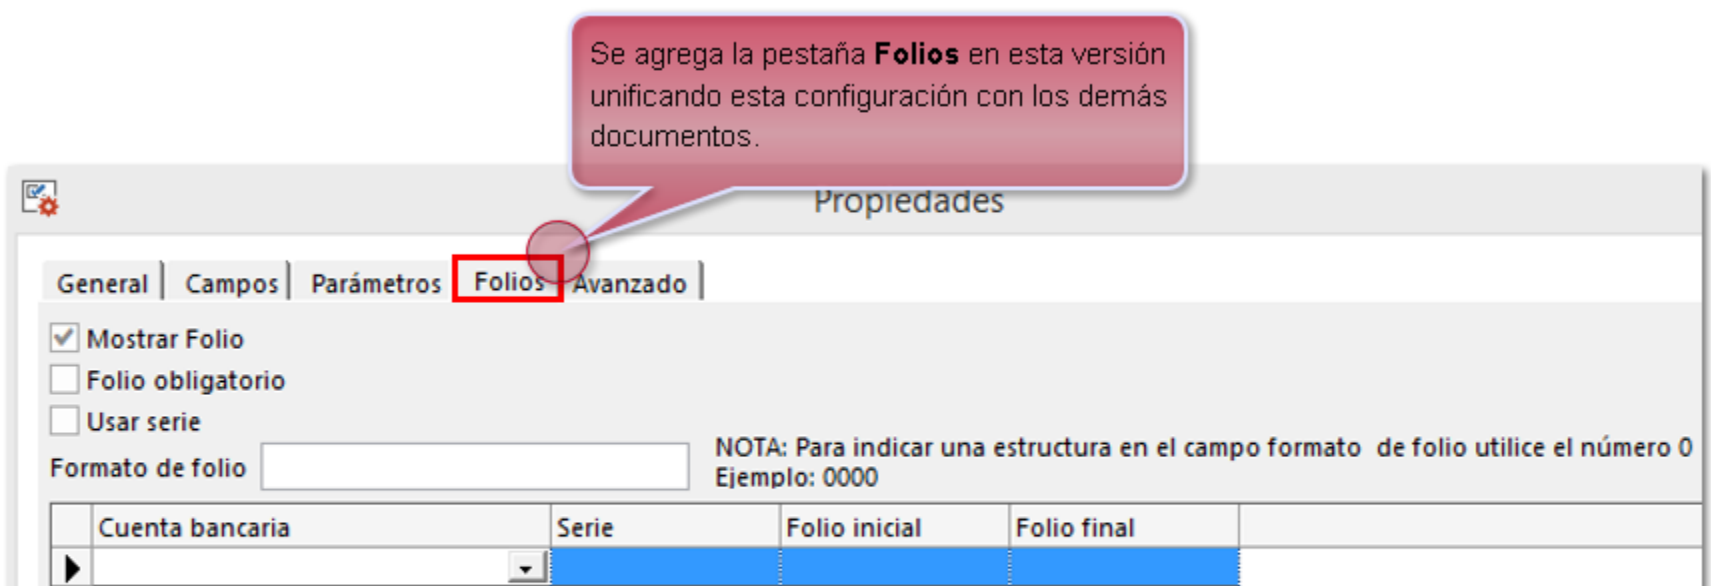 Se agrega la pestaña Folios en esta versión
unificando esta configuración con los demás
documentos.
Propiedades
General Campos Parámetros Folios Avanzado
Mostrar Folio
Folio obligatorio
Usar serie
Formato de folio
NOTA: Para indicar una estructura en el campo formato  de folio utilice el número 0
Ejemplo: 0000
Cuenta bancaria Serie Folio inicial Folio final